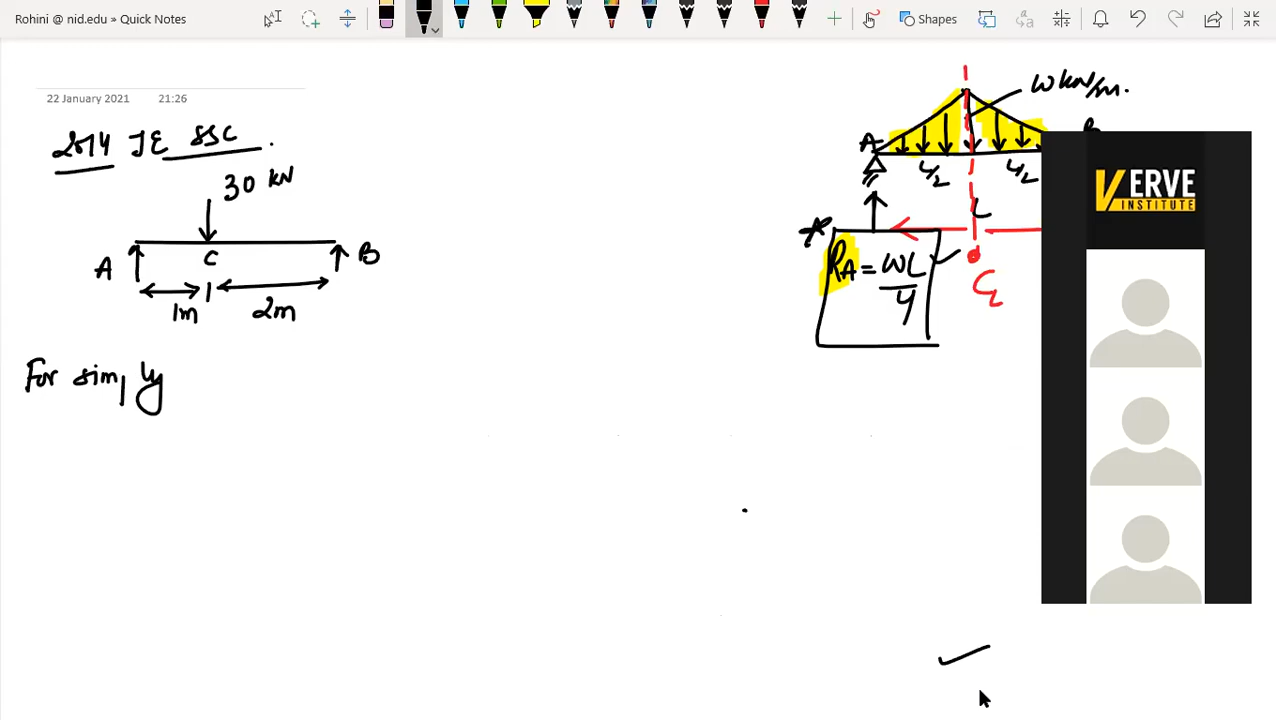 Rohini @ nid.edu » Quick Notes
Shapes
22 January 2021 21:26
2014 JE SSC.
30 kN
A C B
1m 2m
For simply
w kN/m.
A
L/2 L/2
L
RA = wL/4
C
VERVE
INSTITUTE